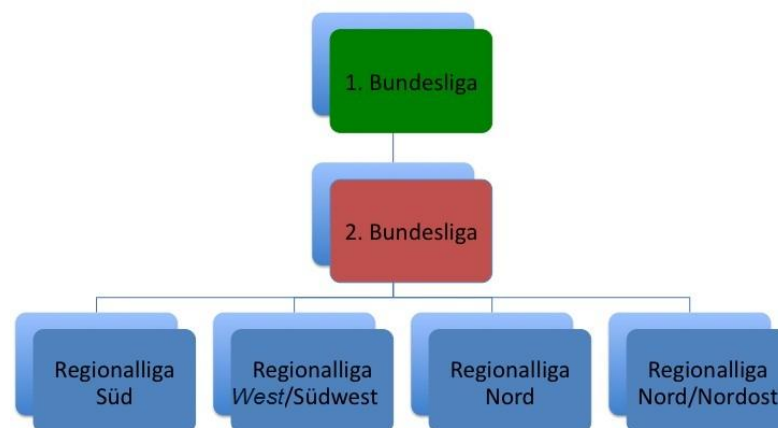 1. Bundesliga
2. Bundesliga
Regionalliga
Süd
Regionalliga
West/Südwest
Regionalliga
Nord
Regionalliga
Nord/Nordost